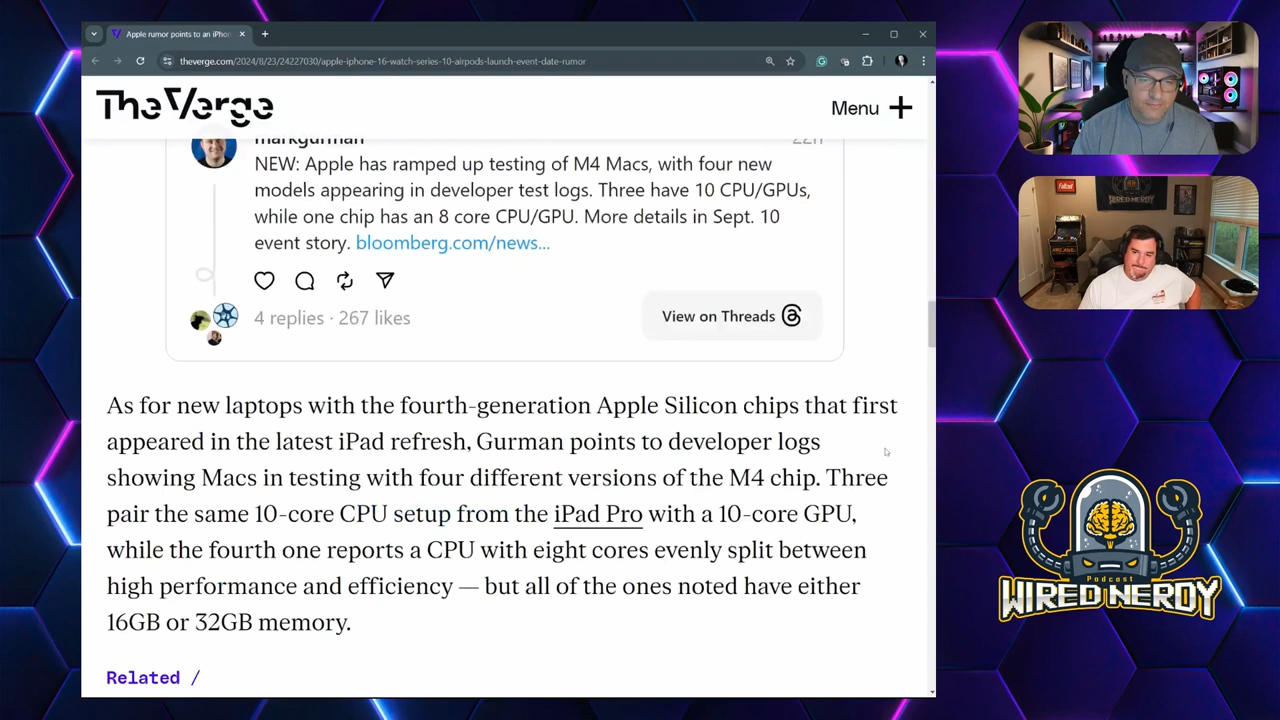 Apple rumor points to an iPho
theverge.com/2024/8/23/24227030/apple-iphone-16-watch-series-10-airpods-launch-event-date-rumor
The Verge
Menu
markgurman
22h
NEW: Apple has ramped up testing of M4 Macs, with four new
models appearing in developer test logs. Three have 10 CPU/GPUs,
while one chip has an 8 core CPU/GPU. More details in Sept. 10
event story. bloomberg.com/news...
4 replies · 267 likes
View on Threads
As for new laptops with the fourth-generation Apple Silicon chips that first
appeared in the latest iPad refresh, Gurman points to developer logs
showing Macs in testing with four different versions of the M4 chip. Three
pair the same 10-core CPU setup from the iPad Pro with a 10-core GPU,
while the fourth one reports a CPU with eight cores evenly split between
high performance and efficiency — but all of the ones noted have either
16GB or 32GB memory.
Related /
Fallout
WIRED NERDY
Podcast
WIRED NERDY